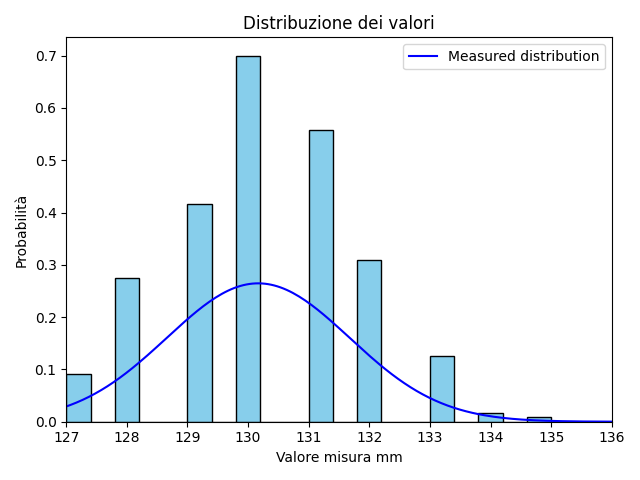 Distribuzione dei valori
Measured distribution
Probabilità
0.7
0.6
0.5
0.4
0.3
0.2
0.1
0.0
127 128 129 130 131 132 133 134 135 136
Valore misura mm